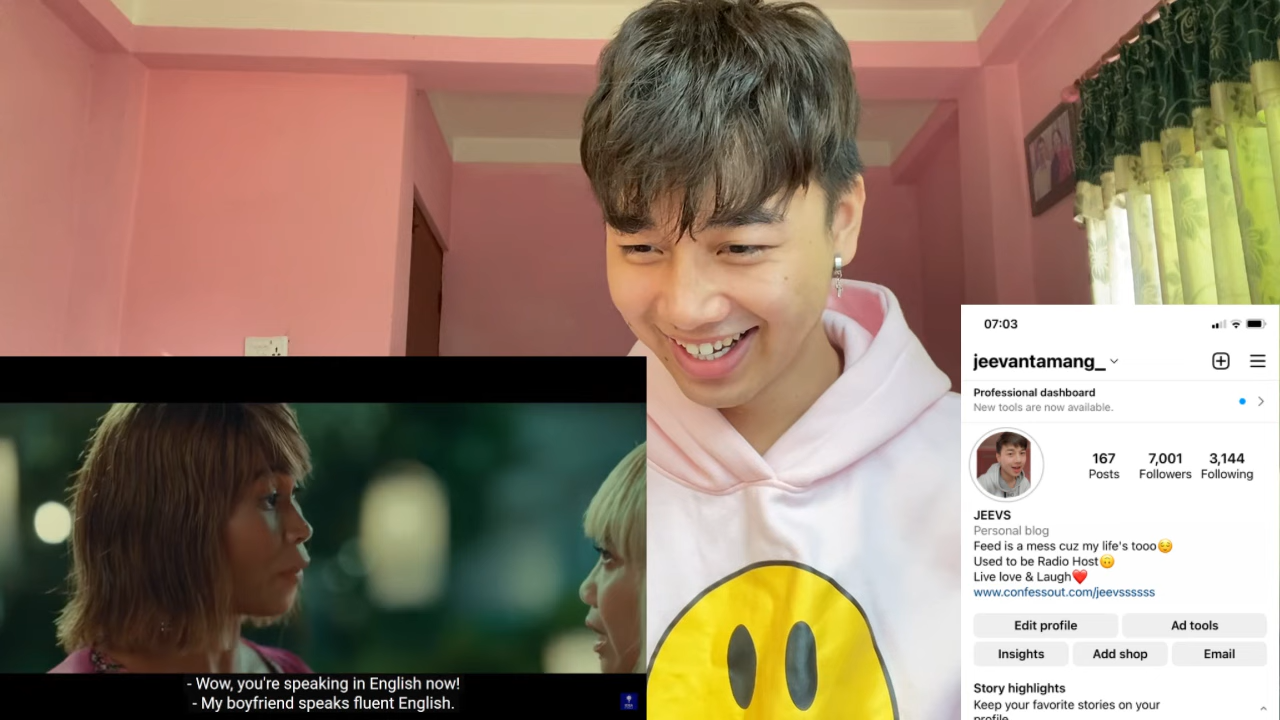 - Wow, you're speaking in English now!
- My boyfriend speaks fluent English.
07:03
jeevantamang_
Professional dashboard
New tools are now available.
167 7,001 3,144
Posts Followers Following
JEEVS
Personal blog
Feed is a mess cuz my life's tooo😌
Used to be Radio Host🙃
Live love & Laugh❤️
www.confessout.com/jeevssssss
Edit profile Ad tools
Insights Add shop Email
Story highlights
Keep your favorite stories on your
profile